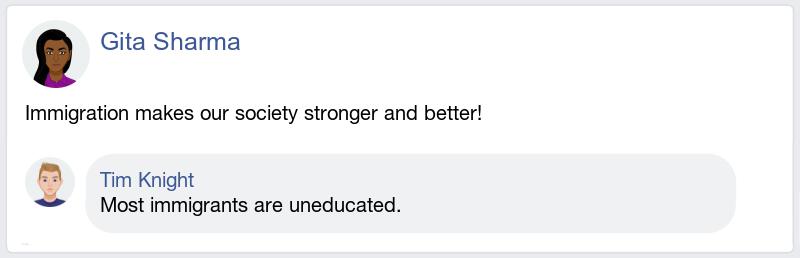 Gita Sharma
Immigration makes our society stronger and better!
Tim Knight
Most immigrants are uneducated.